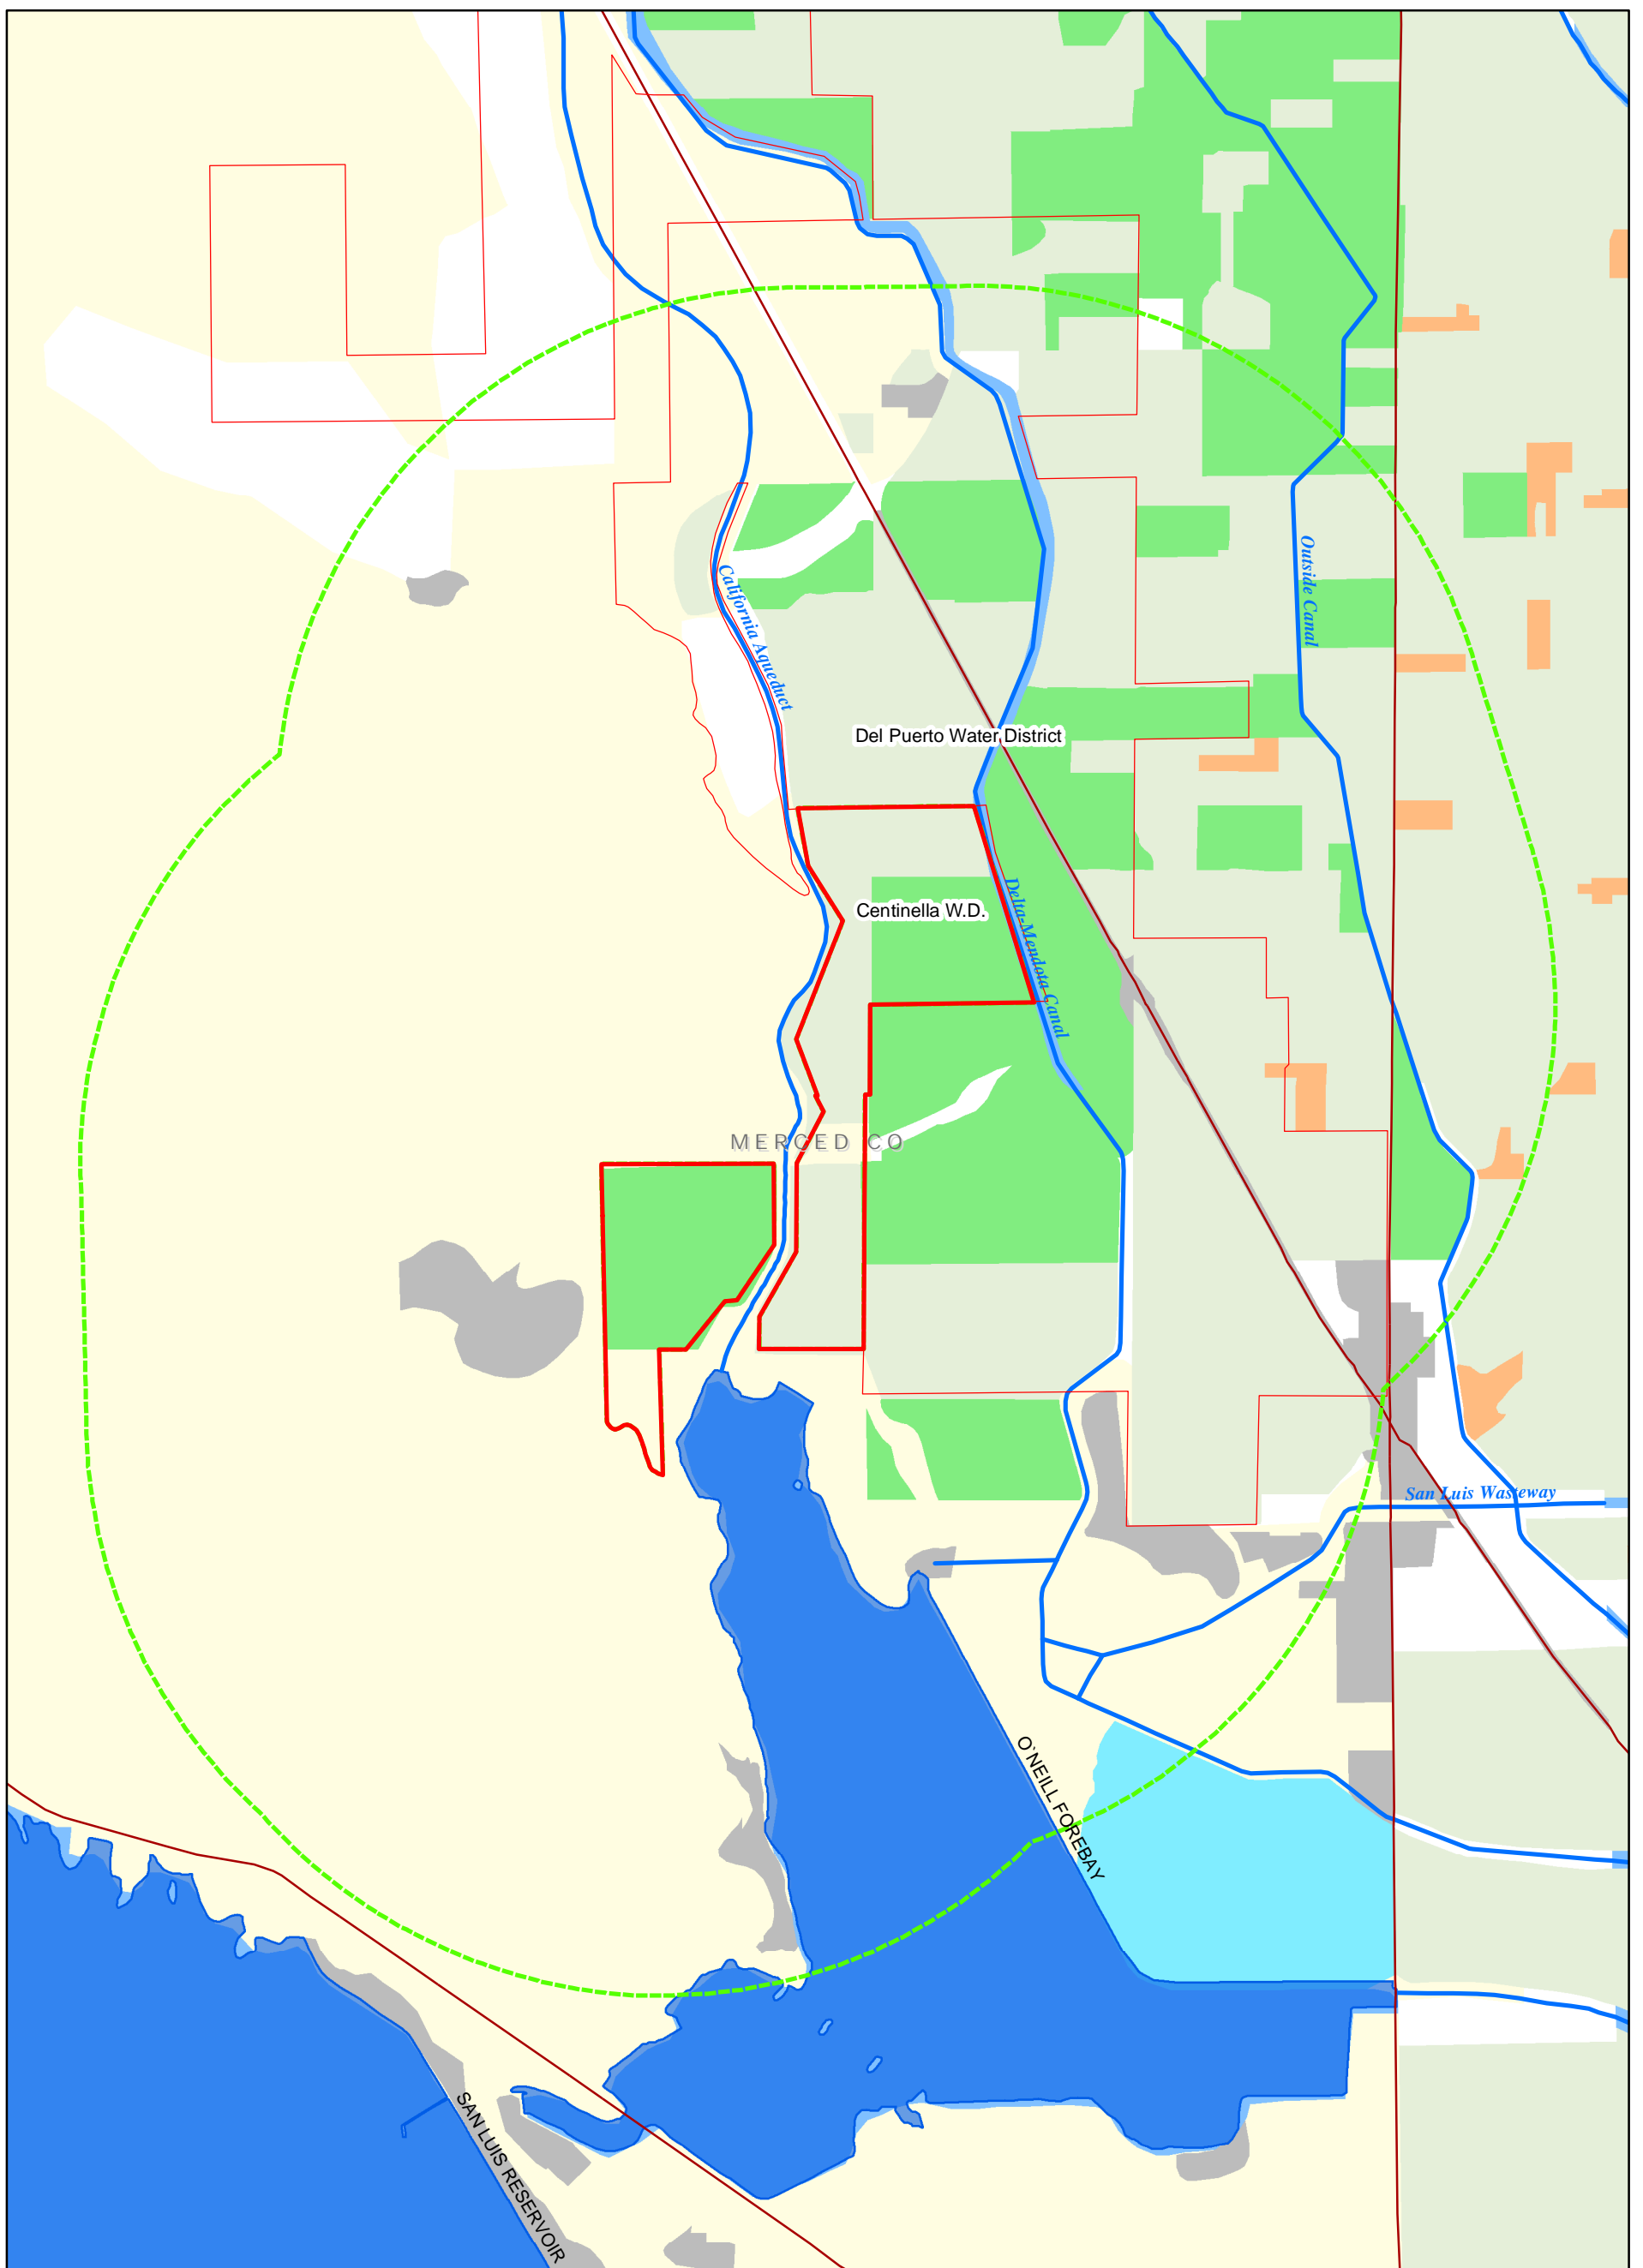 Outside Canal
California Aqueduct
Del Puerto Water District
Centinella W.D.
Delta-Mendota Canal
MERCED CO
San Luis Wasteway
O`NEILL FOREBAY
SAN LUIS RESERVOIR